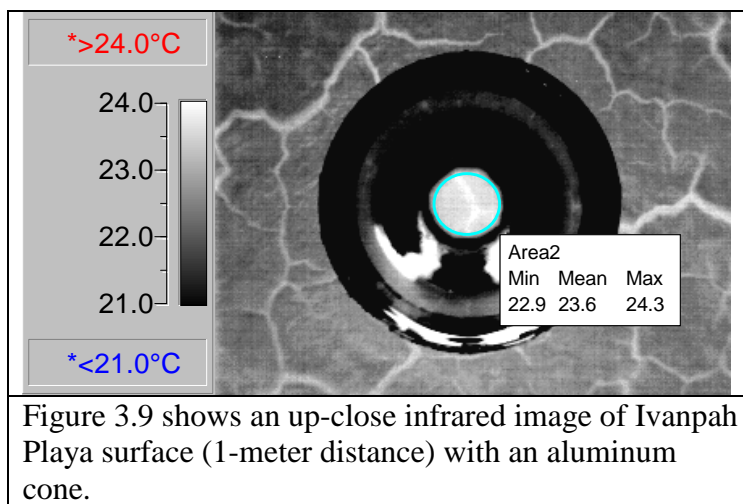 *>24.0°C
24.0
23.0
22.0
21.0
*<21.0°C
Area2
Min Mean Max
22.9 23.6 24.3
Figure 3.9 shows an up-close infrared image of Ivanpah
Playa surface (1-meter distance) with an aluminum
cone.